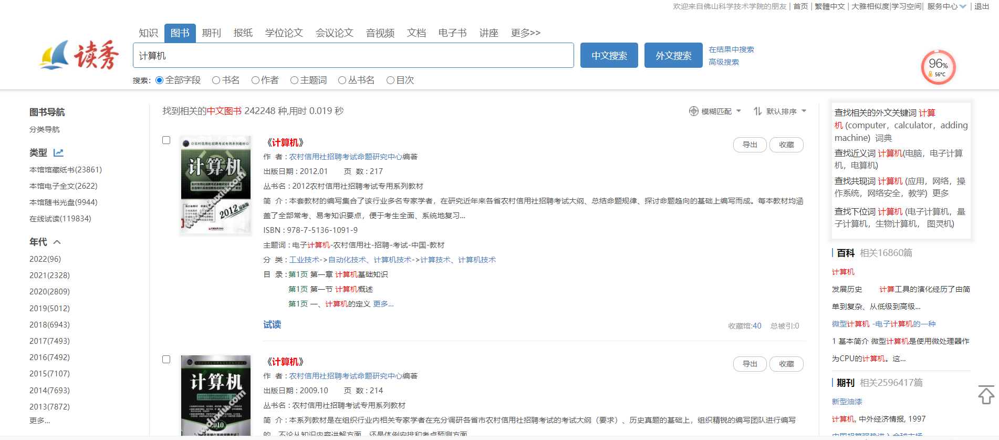 欢迎来自佛山科学技术学院的朋友 | 首页 | 繁體中文 | 大雅相似度|学习空间| 服务中心 | 退出
知识 图书 期刊 报纸 学位论文 会议论文 音视频 文档 电子书 讲座 更多>>
读秀
计算机 中文搜索 外文搜索
在结果中搜索
高级搜索
搜索: 全部字段 书名 作者 主题词 丛书名 目次
96%
56℃
图书导航
分类导航
类型
本馆馆藏纸书(23861)
本馆电子全文(2622)
本馆随书光盘(9944)
在线试读(119834)
年代
2022(96)
2021(2328)
2020(2809)
2019(5012)
2018(6943)
2017(7493)
2016(7492)
2015(7107)
2014(7693)
2013(7872)
更多...
找到相关的中文图书 242248 种,用时 0.019 秒
模糊匹配 默认排序
农村信用社招聘考试专用系列教材
计算机
2012最新版
www.duxiu.com
《计算机》
导出 收藏
作 者 : 农村信用社招聘考试命题研究中心编著
出版日期 : 2012.01 页 数 : 217
丛书名 : 2012农村信用社招聘考试专用系列教材
简 介 : 本套教材的编写集合了该行业多名专家学者，在研究近年来各省农村信用社招聘考试大纲、总结命题规律、探讨命题趋向的基础上编写而成。每本教材均涵
盖了全部常考、易考知识要点，便于考生全面、系统地复习...
ISBN : 978-7-5136-1091-9
主题词 : 电子计算机-农村信用社-招聘-考试-中国-教材
分 类 : 工业技术->自动化技术、计算机技术->计算技术、计算机技术
目 录 : 第1页 第一章 计算机基础知识
第1页 第一节 计算机概述
第1页 一、计算机的定义 更多...
试读
收藏馆:40 总被引:0
计算机
《计算机》
导出 收藏
作 者 : 农村信用社招聘考试命题研究中心编著
出版日期 : 2009.10 页 数 : 214
丛书名 : 农村信用社招聘考试专用系列教材
简 介 : 本系列教材是在组织行业内相关专家学者在充分调研各省市农村信用社招聘考试的考试大纲（要求）、历史真题的基础上，组织精锐的编写团队进行编写
的。不论从知识内容讲解方面，还是体例安排和考点预测方面
查找相关的外文关键词 计算
机 (computer，calculator，adding
machine) 词典
查找近义词 计算机(电脑，电子计算
机，电算机)
查找共现词 计算机 (应用，网络，操
作系统，网络安全，教学) 更多
查找下位词 计算机 (电子计算机，量
子计算机，生物计算机， 图灵机)
百科 相关16860篇
计算机
发展历史 计算工具的演化经历了由简
单到复杂、从低级到高级...
微型计算机 -电子计算机的一种
1 基本简介 微型计算机是使用微处理器作
为CPU的计算机。这...
期刊 相关2596417篇
新型油漆
计算机, 中外经济情报, 1997
中国超算强势进入全球市场